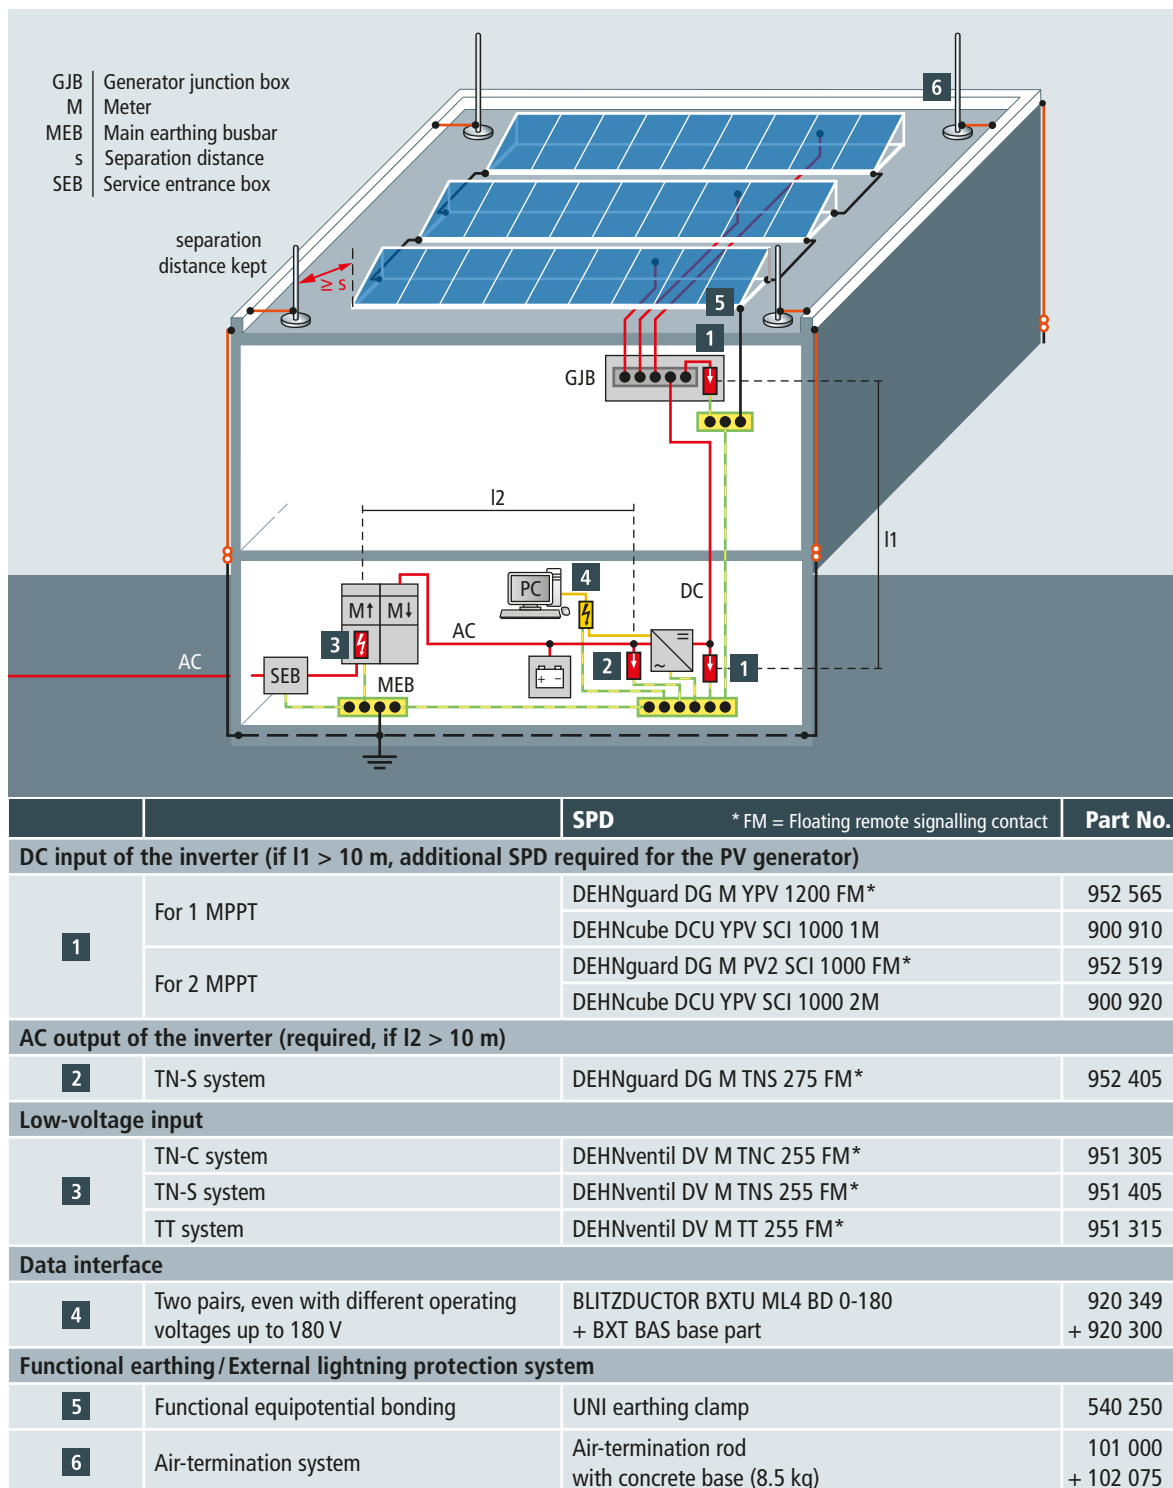 GJB Generator junction box
M Meter
MEB Main earthing busbar
s Separation distance
SEB Service entrance box
6
separation
distance kept
≥ s
5
1
GJB
l2
l1
4
PC
DC
M↑ M↓
3
AC
AC
SEB
MEB
2
1
+ −
= ~
SPD * FM = Floating remote signalling contact Part No.
DC input of the inverter (if l1 > 10 m, additional SPD required for the PV generator)
1
For 1 MPPT
DEHNguard DG M YPV 1200 FM* 952 565
DEHNcube DCU YPV SCI 1000 1M 900 910
For 2 MPPT
DEHNguard DG M PV2 SCI 1000 FM* 952 519
DEHNcube DCU YPV SCI 1000 2M 900 920
AC output of the inverter (required, if l2 > 10 m)
2 TN-S system DEHNguard DG M TNS 275 FM* 952 405
Low-voltage input
3
TN-C system DEHNventil DV M TNC 255 FM* 951 305
TN-S system DEHNventil DV M TNS 255 FM* 951 405
TT system DEHNventil DV M TT 255 FM* 951 315
Data interface
4
Two pairs, even with different operating BLITZDUCTOR BXTU ML4 BD 0-180 920 349
voltages up to 180 V + BXT BAS base part + 920 300
Functional earthing / External lightning protection system
5 Functional equipotential bonding UNI earthing clamp 540 250
6 Air-termination system
Air-termination rod 101 000
with concrete base (8.5 kg) + 102 075